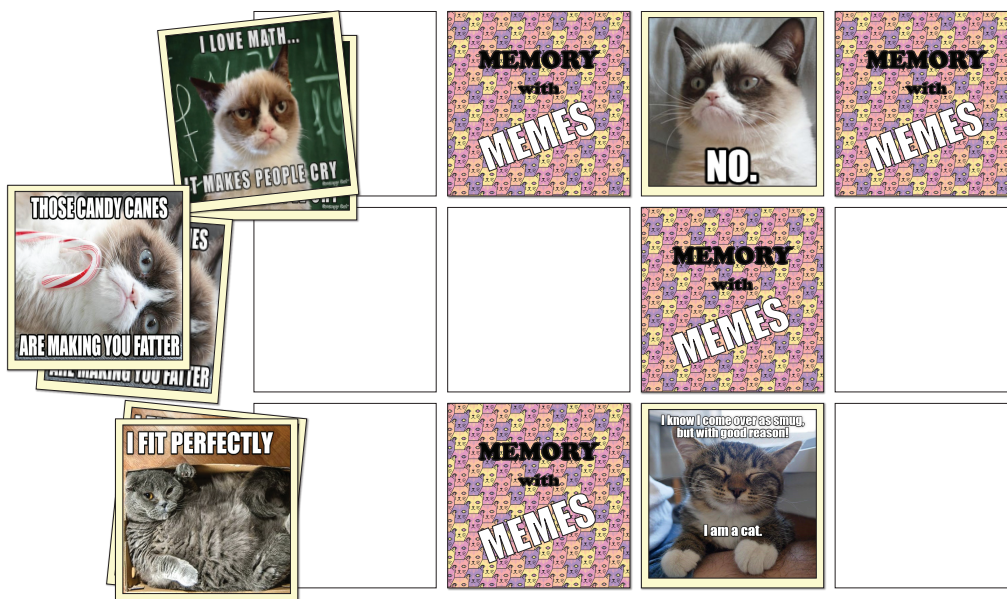 I LOVE MATH...
IT MAKES PEOPLE CRY
MEMORY
with
MEMES
NO.
MEMORY
with
MEMES
THOSE CANDY CANES
ARE MAKING YOU FATTER
ES
ARE MAKING YOU FATTER
MEMORY
with
MEMES
I FIT PERFECTLY
MEMORY
with
MEMES
I know I come over as smug,
but with good reason!
I am a cat.